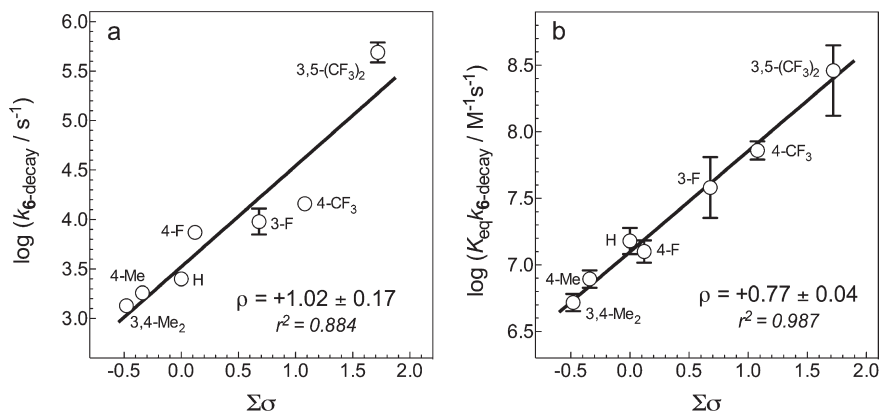 a
log (k6-decay / s-1)
6.0
5.5
5.0
4.5
4.0
3.5
3.0
3,5-(CF3)2
4-CF3
3-F
4-F
H
4-Me
3,4-Me2
ρ = +1.02 ± 0.17
r2 = 0.884
-0.5 0.0 0.5 1.0 1.5 2.0
Σσ
b
log (Keqk6-decay / M-1s-1)
8.5
8.0
7.5
7.0
6.5
3,5-(CF3)2
4-CF3
3-F
H
4-F
4-Me
3,4-Me2
ρ = +0.77 ± 0.04
r2 = 0.987
-0.5 0.0 0.5 1.0 1.5 2.0
Σσ